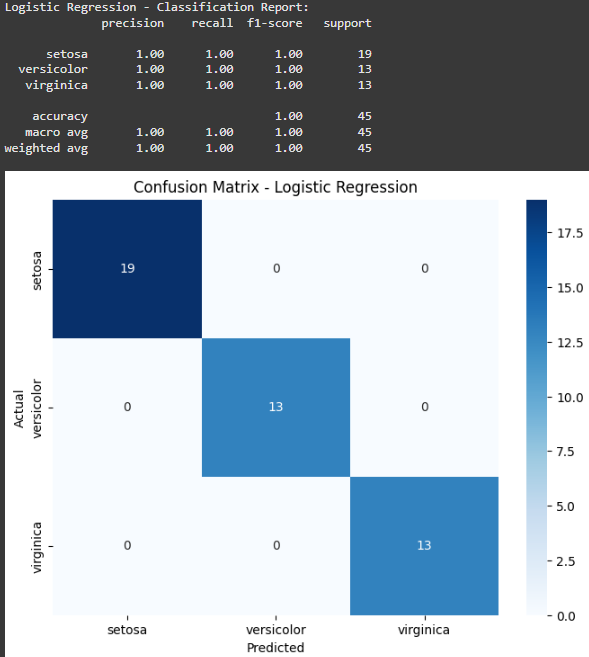 Logistic Regression - Classification Report:
precision recall f1-score support
setosa 1.00 1.00 1.00 19
versicolor 1.00 1.00 1.00 13
virginica 1.00 1.00 1.00 13
accuracy 1.00 45
macro avg 1.00 1.00 1.00 45
weighted avg 1.00 1.00 1.00 45
Confusion Matrix - Logistic Regression
17.5
setosa 19 0 0
15.0
12.5
Actual
versicolor 0 13 0
10.0
7.5
5.0
virginica 0 0 13
2.5
0.0
setosa versicolor virginica
Predicted